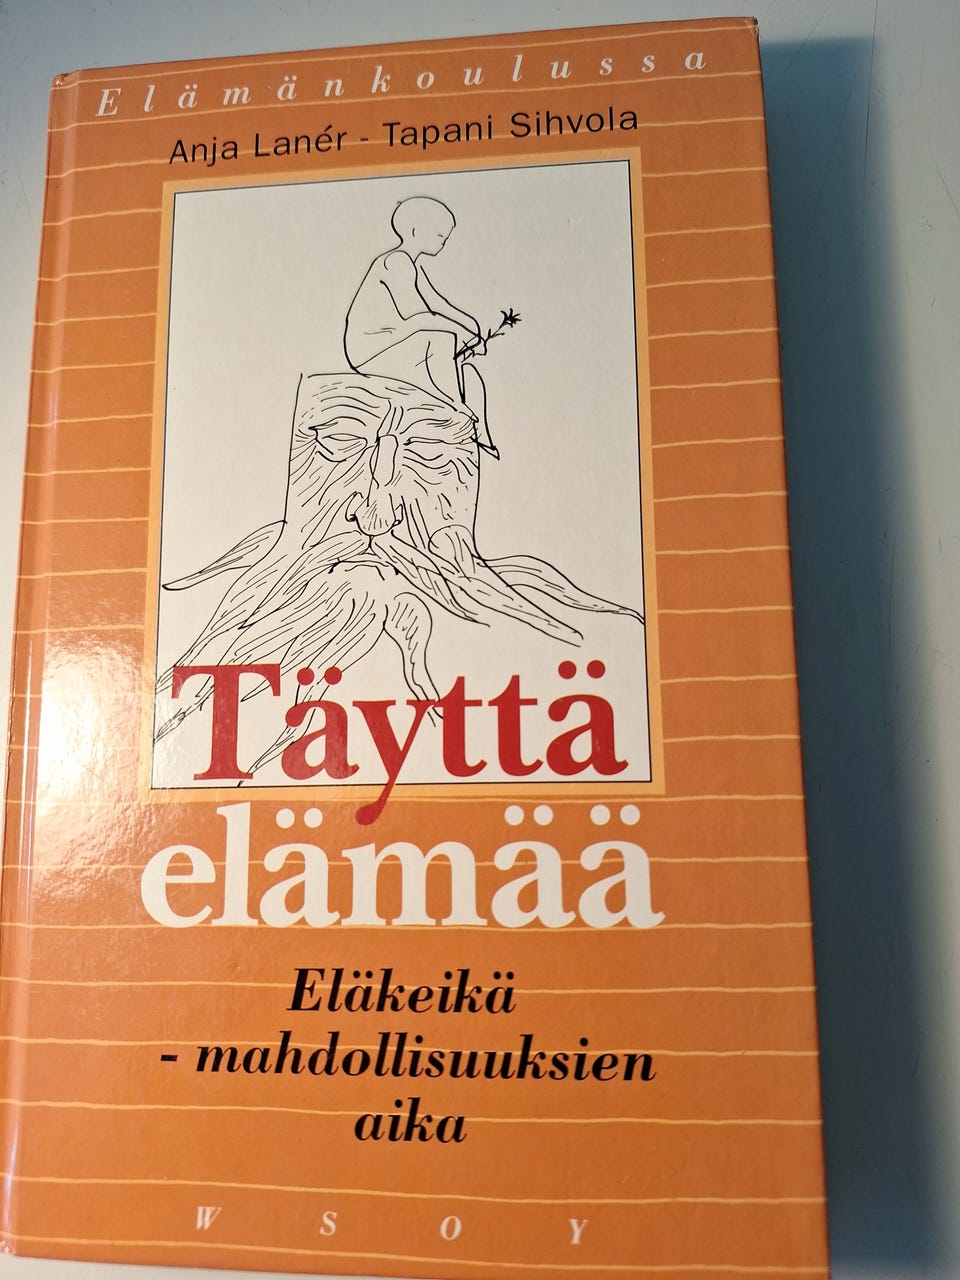 Elämänkoulussa
Anja Lanér - Tapani Sihvola
Täyttä
elämää
Eläkeikä
- mahdollisuuksien
aika
WSOY